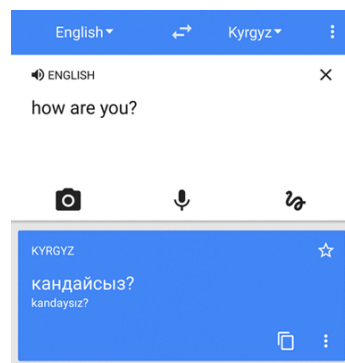 English Kyrgyz
ENGLISH
how are you?
KYRGYZ
кандайсыз?
kandaysız?